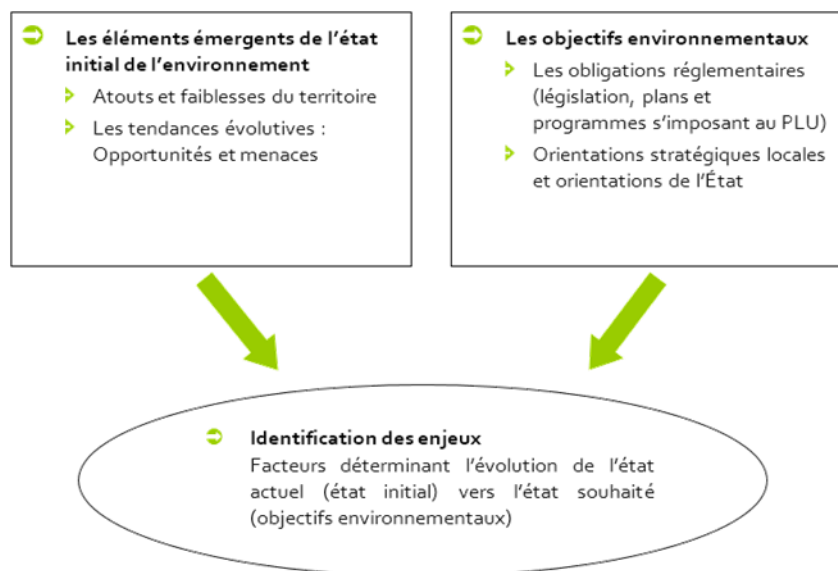 Les éléments émergents de l'état
initial de l'environnement
Atouts et faiblesses du territoire
Les tendances évolutives :
Opportunités et menaces
Les objectifs environnementaux
Les obligations réglementaires
(législation, plans et
programmes s'imposant au PLU)
Orientations stratégiques locales
et orientations de l'État
Identification des enjeux
Facteurs déterminant l'évolution de l'état
actuel (état initial) vers l'état souhaité
(objectifs environnementaux)